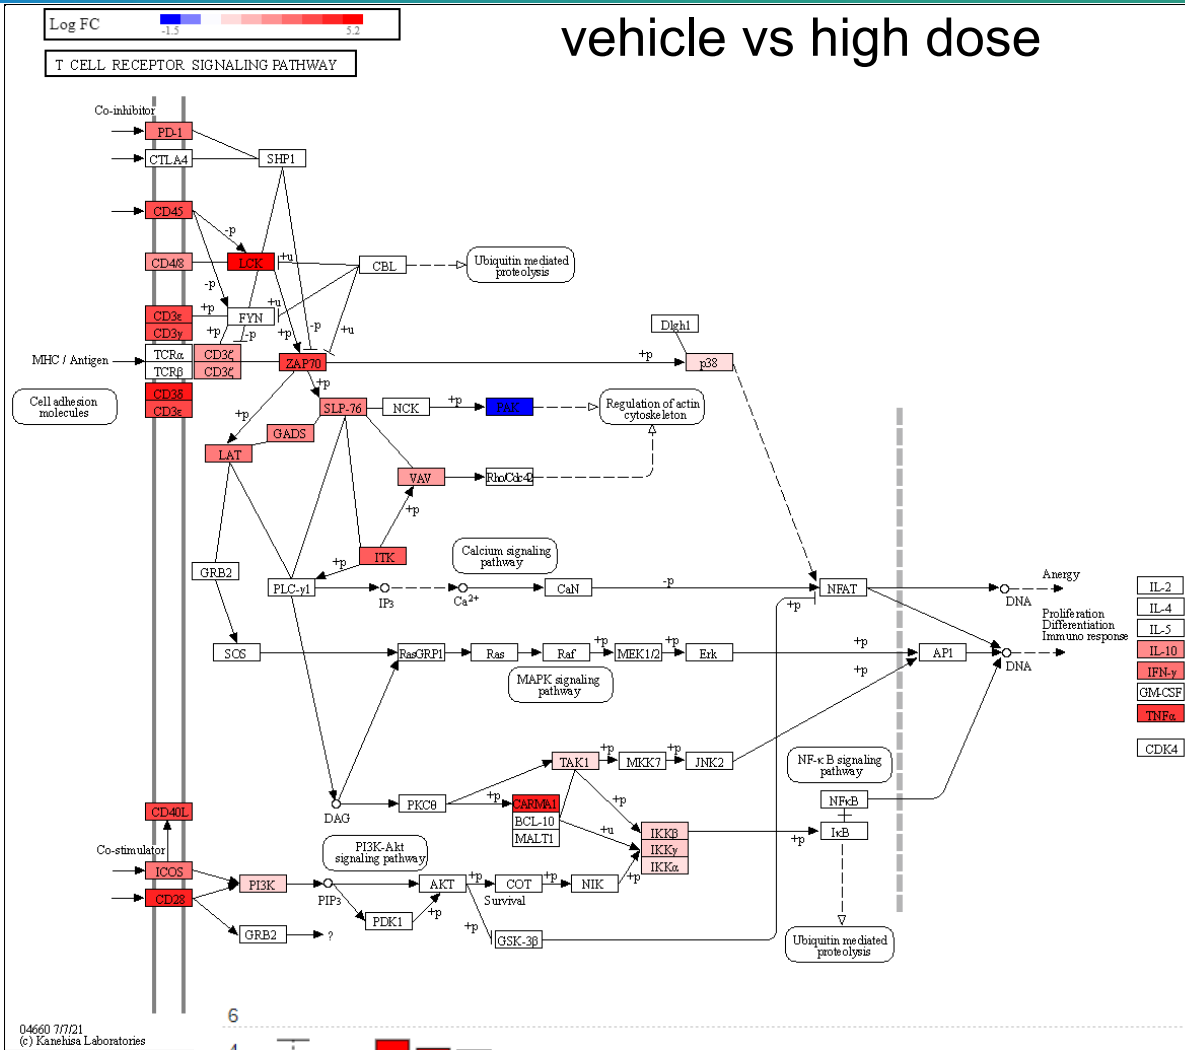 Log FC
-1.5
5.2
vehicle vs high dose
T CELL RECEPTOR SIGNALING PATHWAY
Co-inhibitor
PD-1
CTLA4
SHP1
CD45
-p
CD4/8
LCK
+u
CBL
Ubiquitin mediated
proteolysis
-p
CD3ε
+p
FYN
+u
CD3γ
+p
-p
+p
-p
+u
Dlgh1
MHC / Antigen
TCRα
CD3ζ
ZAP70
+p
p38
TCRβ
CD3ζ
Cell adhesion
molecules
CD3δ
CD3ε
+p
+p
SLP-76
NCK
+p
PAK
Regulation of actin
cytoskeleton
GADS
LAT
VAV
Rho/Cdc42
+p
ITK
+p
Calcium signaling
pathway
GRB2
PLC-γ1
IP3
Ca2+
CaN
-p
NFAT
+p
Anergy
DNA
Proliferation
Differentiation
Immuno response
IL-2
IL-4
IL-5
IL-10
IFN-γ
GM-CSF
TNFα
CDK4
SOS
RasGRP1
Ras
Raf
+p
MEK1/2
+p
Erk
+p
AP1
DNA
+p
MAPK signaling
pathway
TAK1
+p
MKK7
+p
JNK2
NF-κB signaling
pathway
CD40L
DAG
PKCθ
+p
CARMA1
BCL-10
MALT1
+p
+u
IKKβ
IKKγ
IKKα
+p
NFκB
IκB
Co-stimulator
PI3K-Akt
signaling pathway
ICOS
PI3K
PIP3
AKT
+p
COT
+p
NIK
+p
Survival
CD28
PDK1
+p
GRB2
?
+p
GSK-3β
Ubiquitin mediated
proteolysis
04660 7/7/21
(c) Kanehisa Laboratories
6